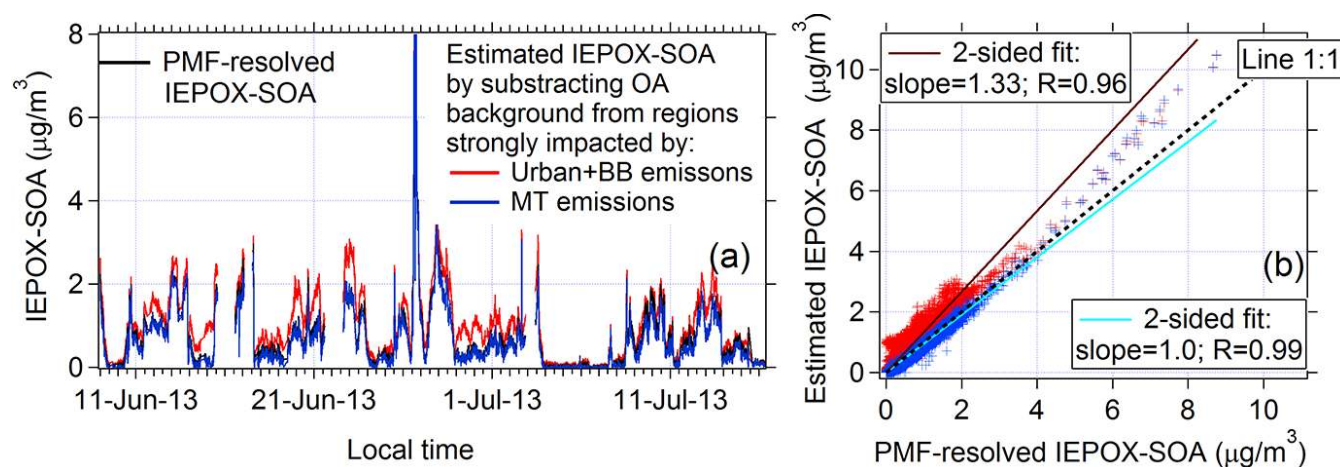 8
6
4
2
0
IEPOX-SOA (μg/m³)
PMF-resolved
IEPOX-SOA
Estimated IEPOX-SOA
by substracting OA
background from regions
strongly impacted by:
Urban+BB emissons
MT emissions
(a)
11-Jun-13 21-Jun-13 1-Jul-13 11-Jul-13
Local time
Estimated IEPOX-SOA (μg/m³)
10
8
6
4
2
0
2-sided fit:
slope=1.33; R=0.96
Line 1:1
(b)
2-sided fit:
slope=1.0; R=0.99
0 2 4 6 8 10
PMF-resolved IEPOX-SOA (μg/m³)